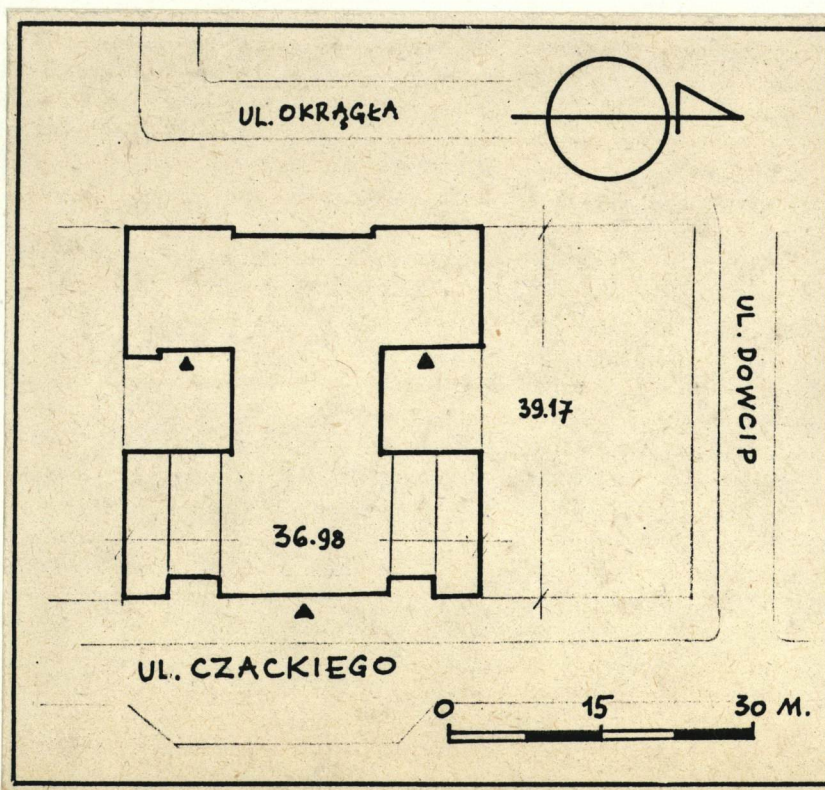 UL. OKRĄGŁA
UL. DOWCIP
39.17
36.98
UL. CZACKIEGO
0 15 30 M.